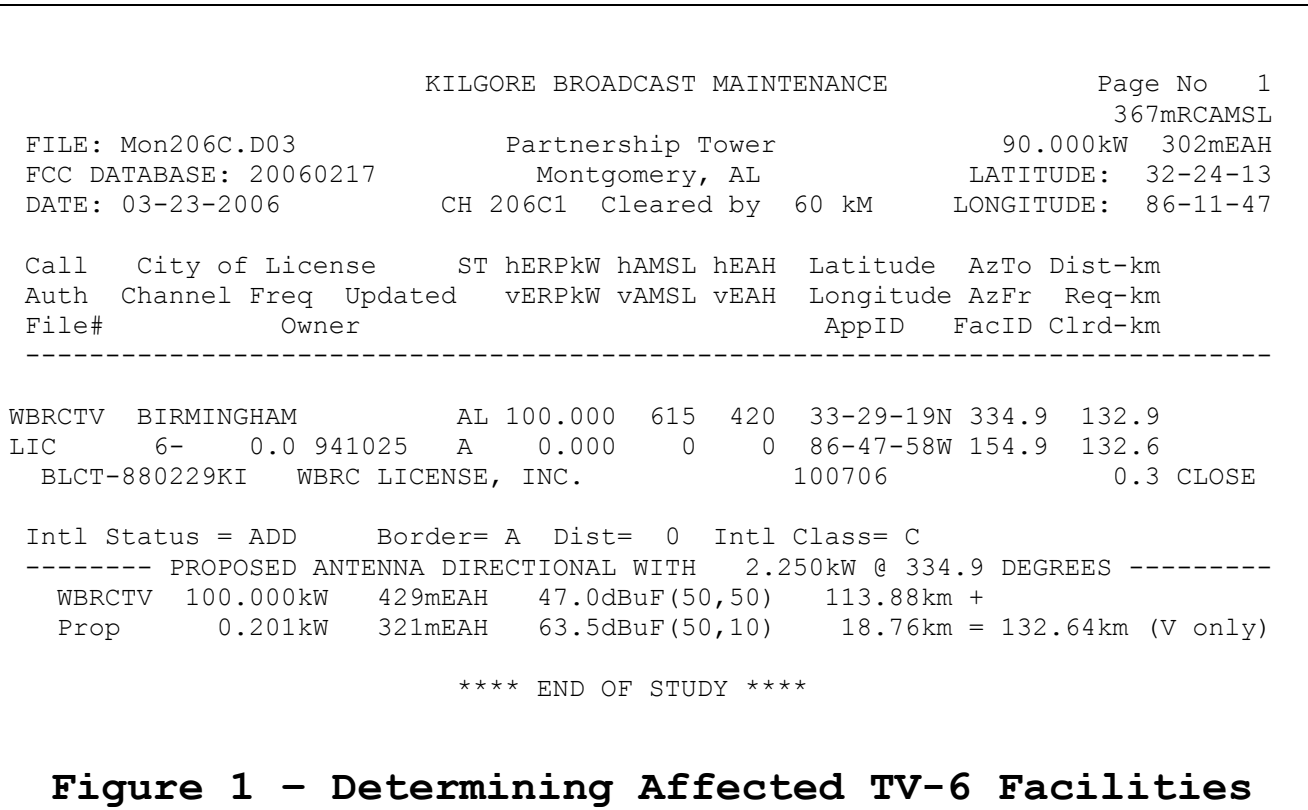 KILGORE BROADCAST MAINTENANCE Page No 1
367mRCAMSL
FILE: Mon206C.D03 Partnership Tower 90.000kW 302mEAH
FCC DATABASE: 20060217 Montgomery, AL LATITUDE: 32-24-13
DATE: 03-23-2006 CH 206C1 Cleared by 60 kM LONGITUDE: 86-11-47
Call City of License ST hERPkW hAMSL hEAH Latitude AzTo Dist-km
Auth Channel Freq Updated vERPkW vAMSL vEAH Longitude AzFr Req-km
File# Owner AppID FacID Clrd-km
------------------------------------------------------------------------------
WBRCTV BIRMINGHAM AL 100.000 615 420 33-29-19N 334.9 132.9
LIC 6- 0.0 941025 A 0.000 0 0 86-47-58W 154.9 132.6
BLCT-880229KI WBRC LICENSE, INC. 100706 0.3 CLOSE
Intl Status = ADD Border= A Dist= 0 Intl Class= C
-------- PROPOSED ANTENNA DIRECTIONAL WITH 2.250kW @ 334.9 DEGREES ---------
WBRCTV 100.000kW 429mEAH 47.0dBuF(50,50) 113.88km +
Prop 0.201kW 321mEAH 63.5dBuF(50,10) 18.76km = 132.64km (V only)
**** END OF STUDY ****
Figure 1 – Determining Affected TV-6 Facilities